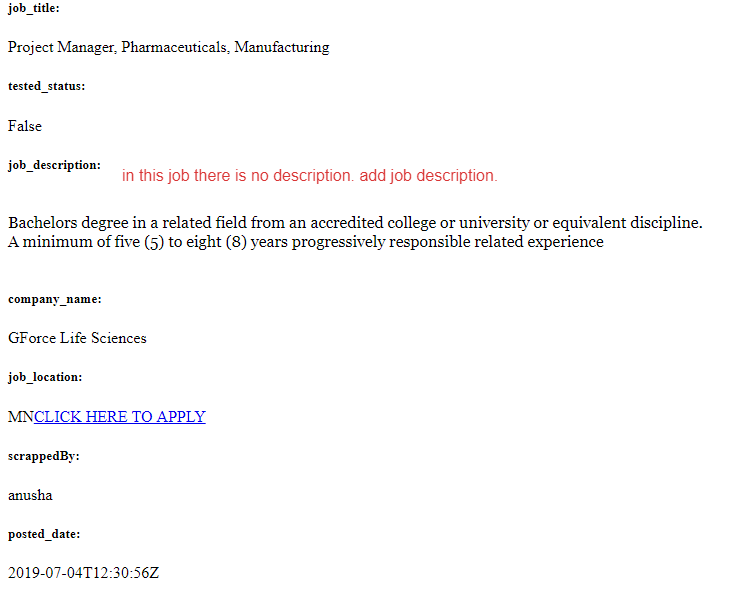 job_title:
Project Manager, Pharmaceuticals, Manufacturing
tested_status:
False
job_description:
in this job there is no description. add job description.
Bachelors degree in a related field from an accredited college or university or equivalent discipline.
A minimum of five (5) to eight (8) years progressively responsible related experience
company_name:
GForce Life Sciences
job_location:
MNCLICK HERE TO APPLY
scrappedBy:
anusha
posted_date:
2019-07-04T12:30:56Z